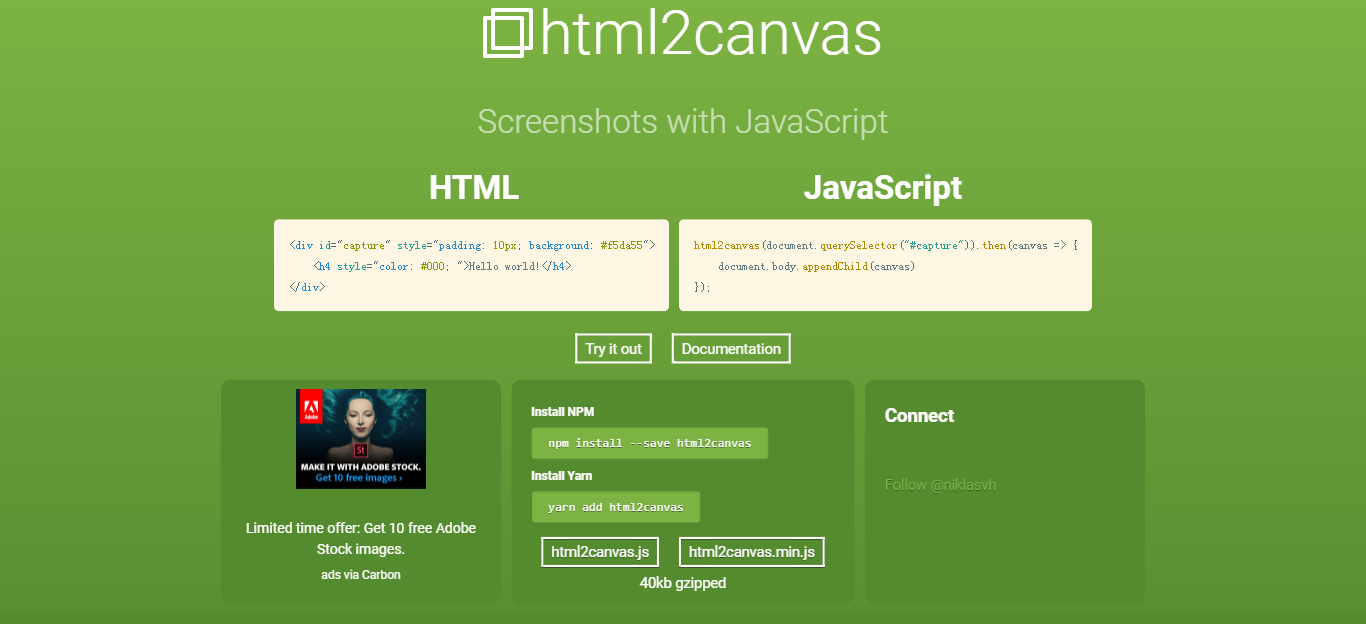 html2canvas
Screenshots with JavaScript
HTML
<div id="capture" style="padding: 10px; background: #f5da55">
    <h4 style="color: #000; ">Hello world!</h4>
</div>
JavaScript
html2canvas(document.querySelector("#capture")).then(canvas => {
    document.body.appendChild(canvas)
});
Try it out
Documentation
Adobe
St
MAKE IT WITH ADOBE STOCK.
Get 10 free images ›
Limited time offer: Get 10 free Adobe
Stock images.
ads via Carbon
Install NPM
npm install --save html2canvas
Install Yarn
yarn add html2canvas
html2canvas.js
html2canvas.min.js
40kb gzipped
Connect
Follow @niklasvh